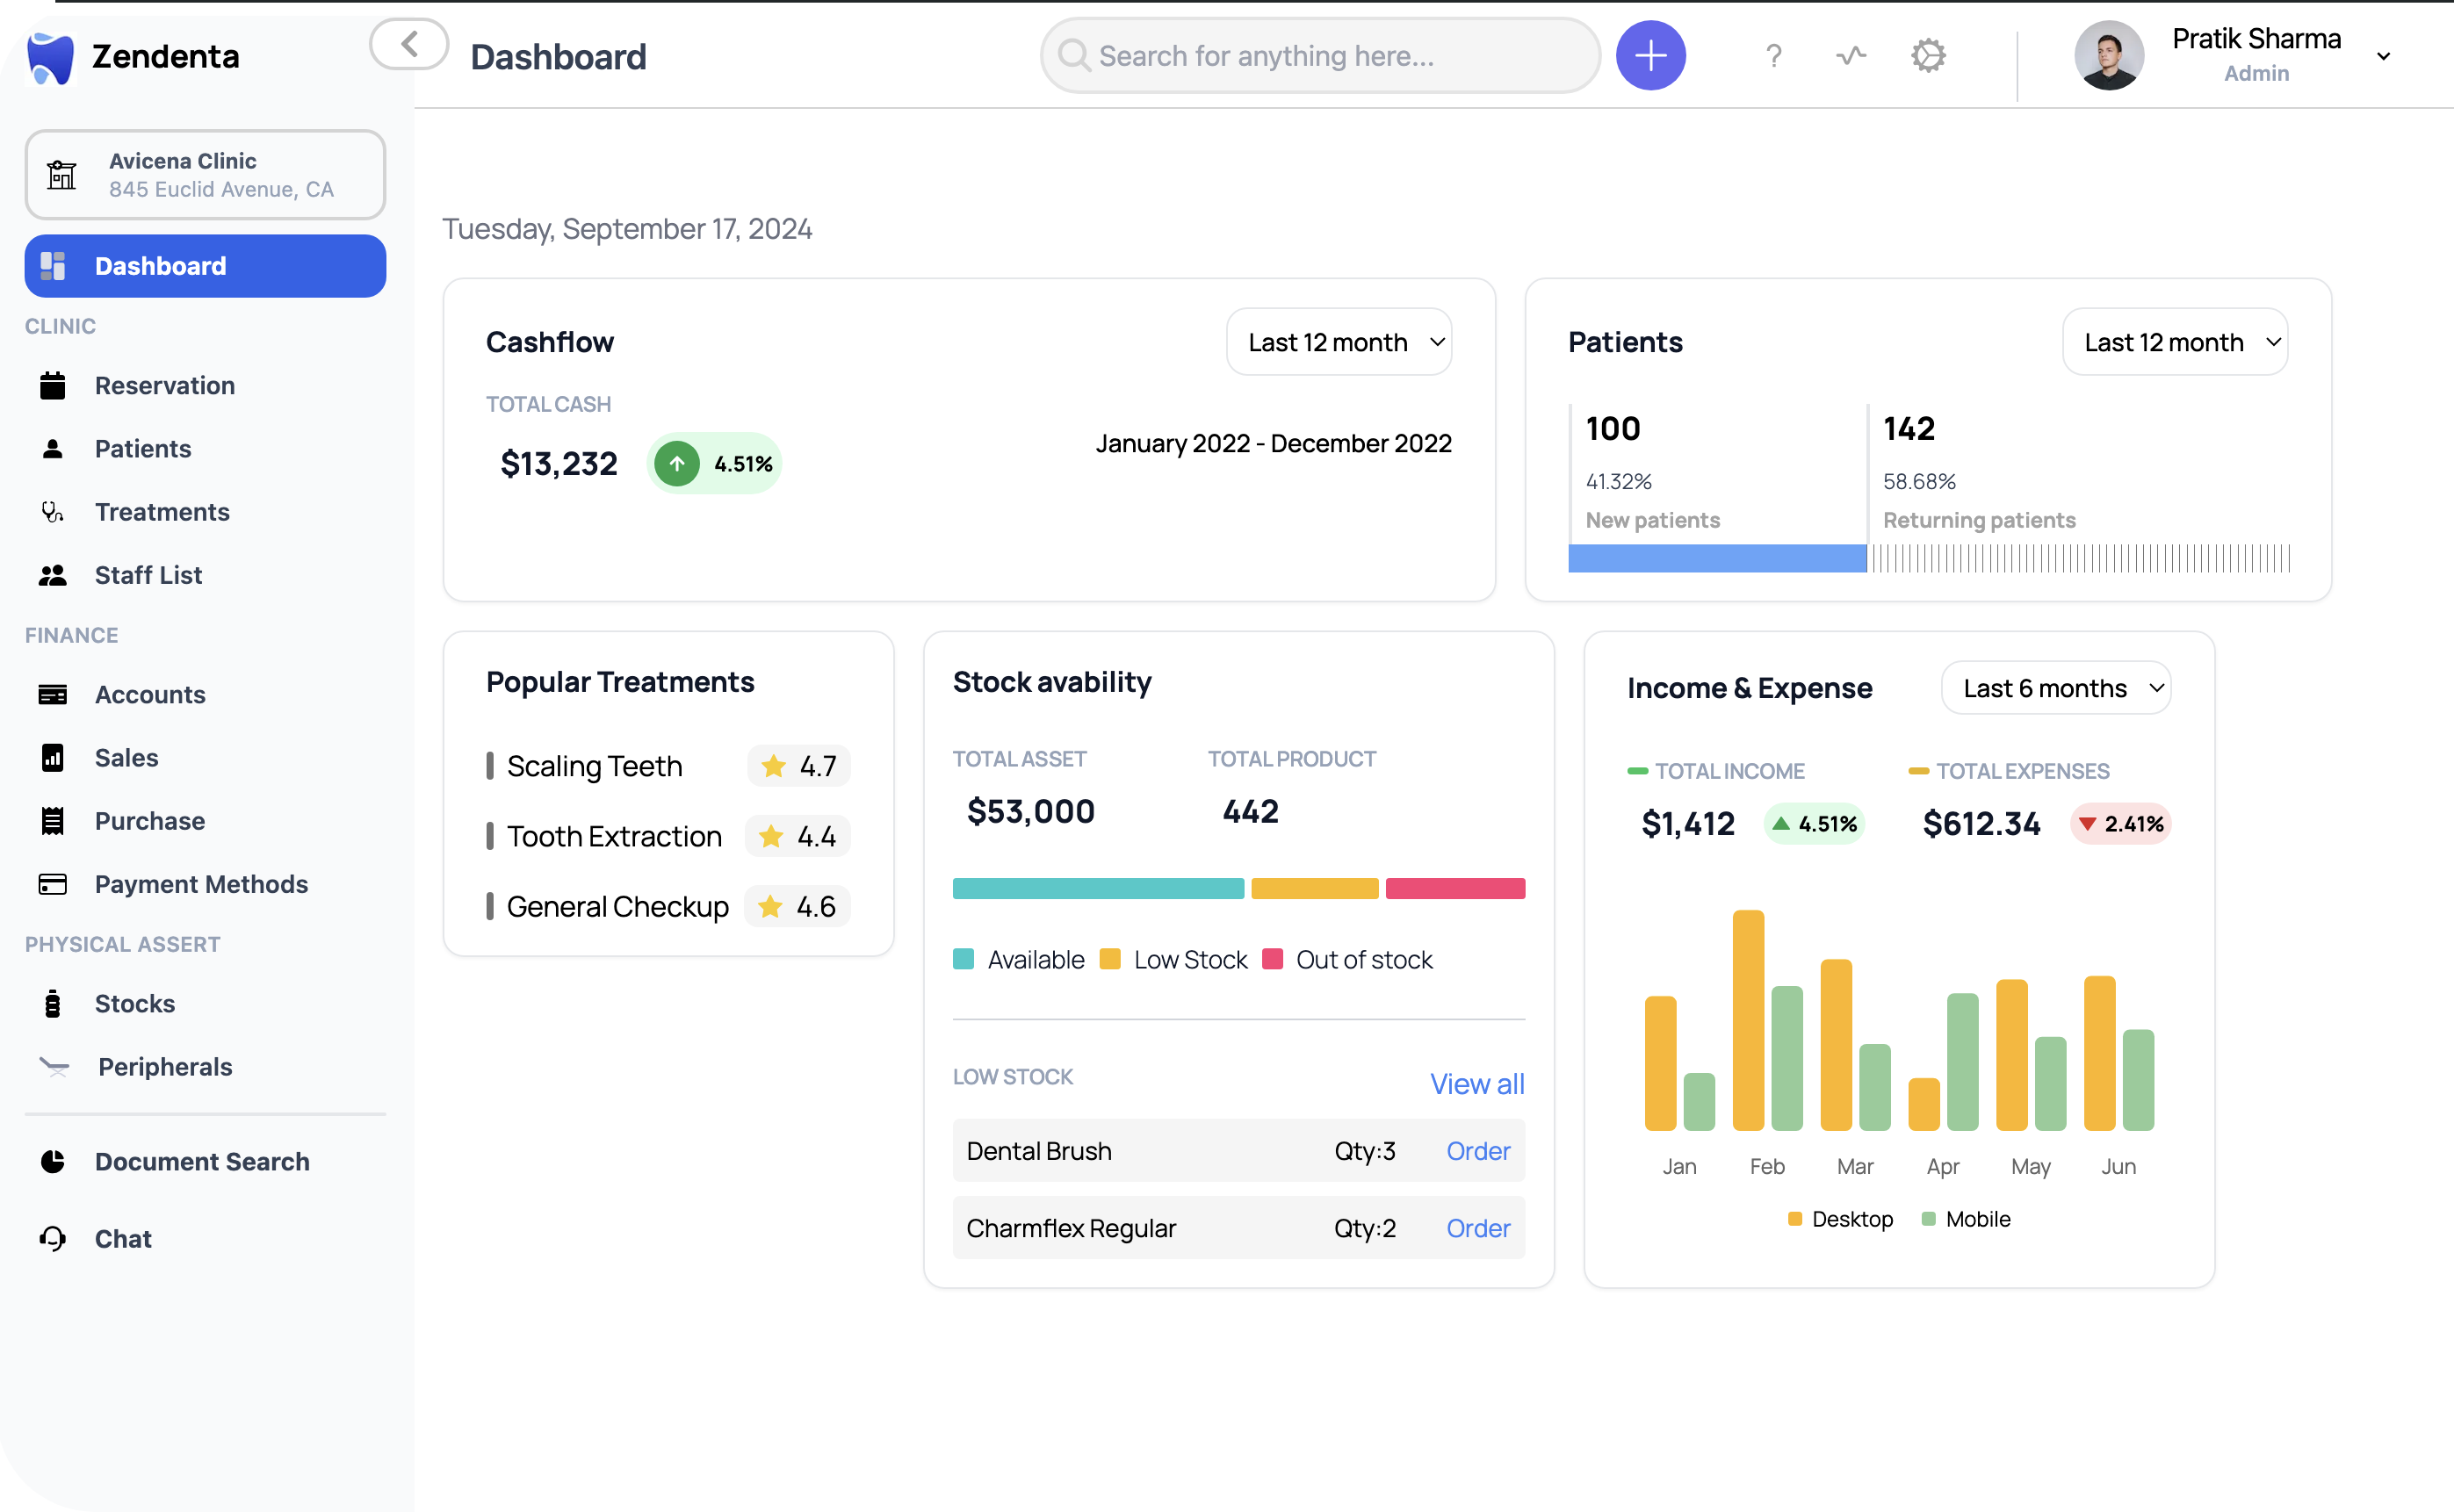 Zendenta
Dashboard
Search for anything here...
?
Pratik Sharma
Admin
Avicena Clinic
845 Euclid Avenue, CA
Dashboard
CLINIC
Reservation
Patients
Treatments
Staff List
FINANCE
Accounts
Sales
Purchase
Payment Methods
PHYSICAL ASSERT
Stocks
Peripherals
Document Search
Chat
Tuesday, September 17, 2024
Cashflow
Last 12 month
TOTAL CASH
$13,232
4.51%
January 2022 - December 2022
Patients
Last 12 month
100
41.32%
New patients
142
58.68%
Returning patients
Popular Treatments
Scaling Teeth 4.7
Tooth Extraction 4.4
General Checkup 4.6
Stock avability
TOTAL ASSET
$53,000
TOTAL PRODUCT
442
Available Low Stock Out of stock
LOW STOCK
View all
Dental Brush Qty:3 Order
Charmflex Regular Qty:2 Order
Income & Expense
Last 6 months
TOTAL INCOME
$1,412 4.51%
TOTAL EXPENSES
$612.34 2.41%
Jan Feb Mar Apr May Jun
Desktop Mobile